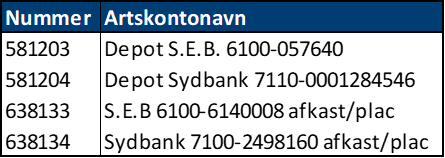 Nummer Artskontonavn
581203 Depot S.E.B. 6100-057640
581204 Depot Sydbank 7110-0001284546
638133 S.E.B 6100-6140008 afkast/plac
638134 Sydbank 7100-2498160 afkast/plac